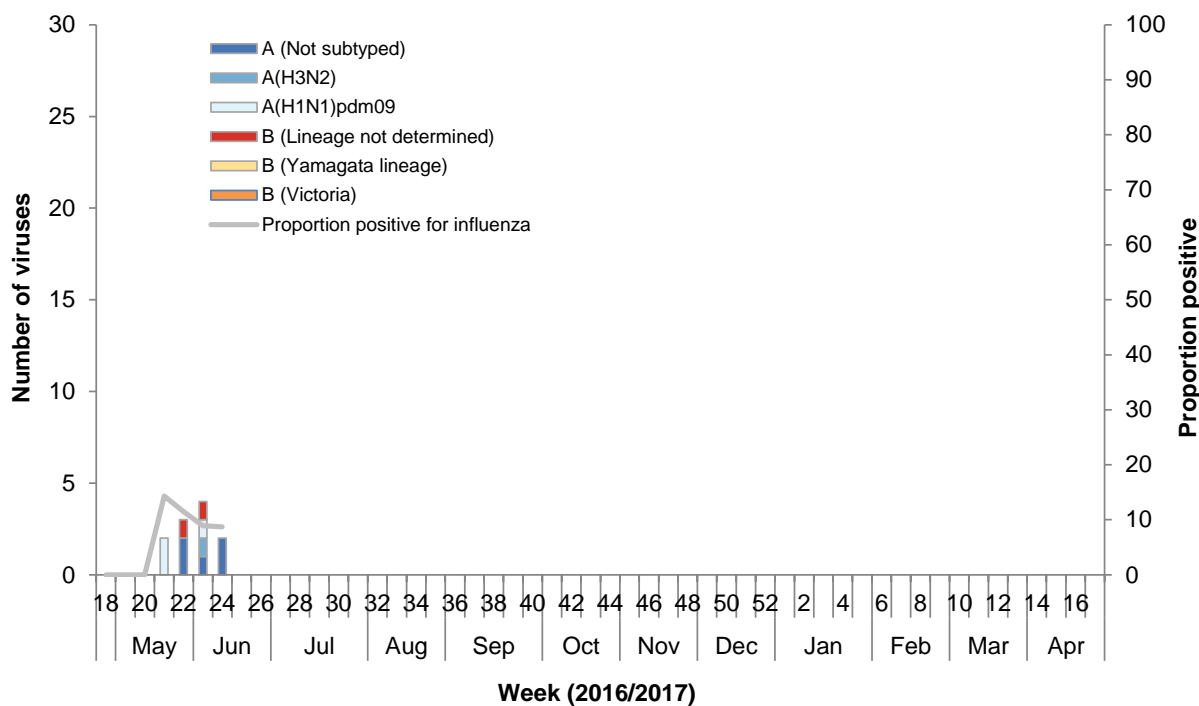 30
25
20
15
10
5
0
Number of viruses
A (Not subtyped)
A(H3N2)
A(H1N1)pdm09
B (Lineage not determined)
B (Yamagata lineage)
B (Victoria)
Proportion positive for influenza
100
90
80
70
60
50
40
30
20
10
0
Proportion positive
18 20 22 24 26 28 30 32 34 36 38 40 42 44 46 48 50 52 2 4 6 8 10 12 14 16
May Jun Jul Aug Sep Oct Nov Dec Jan Feb Mar Apr
Week (2016/2017)